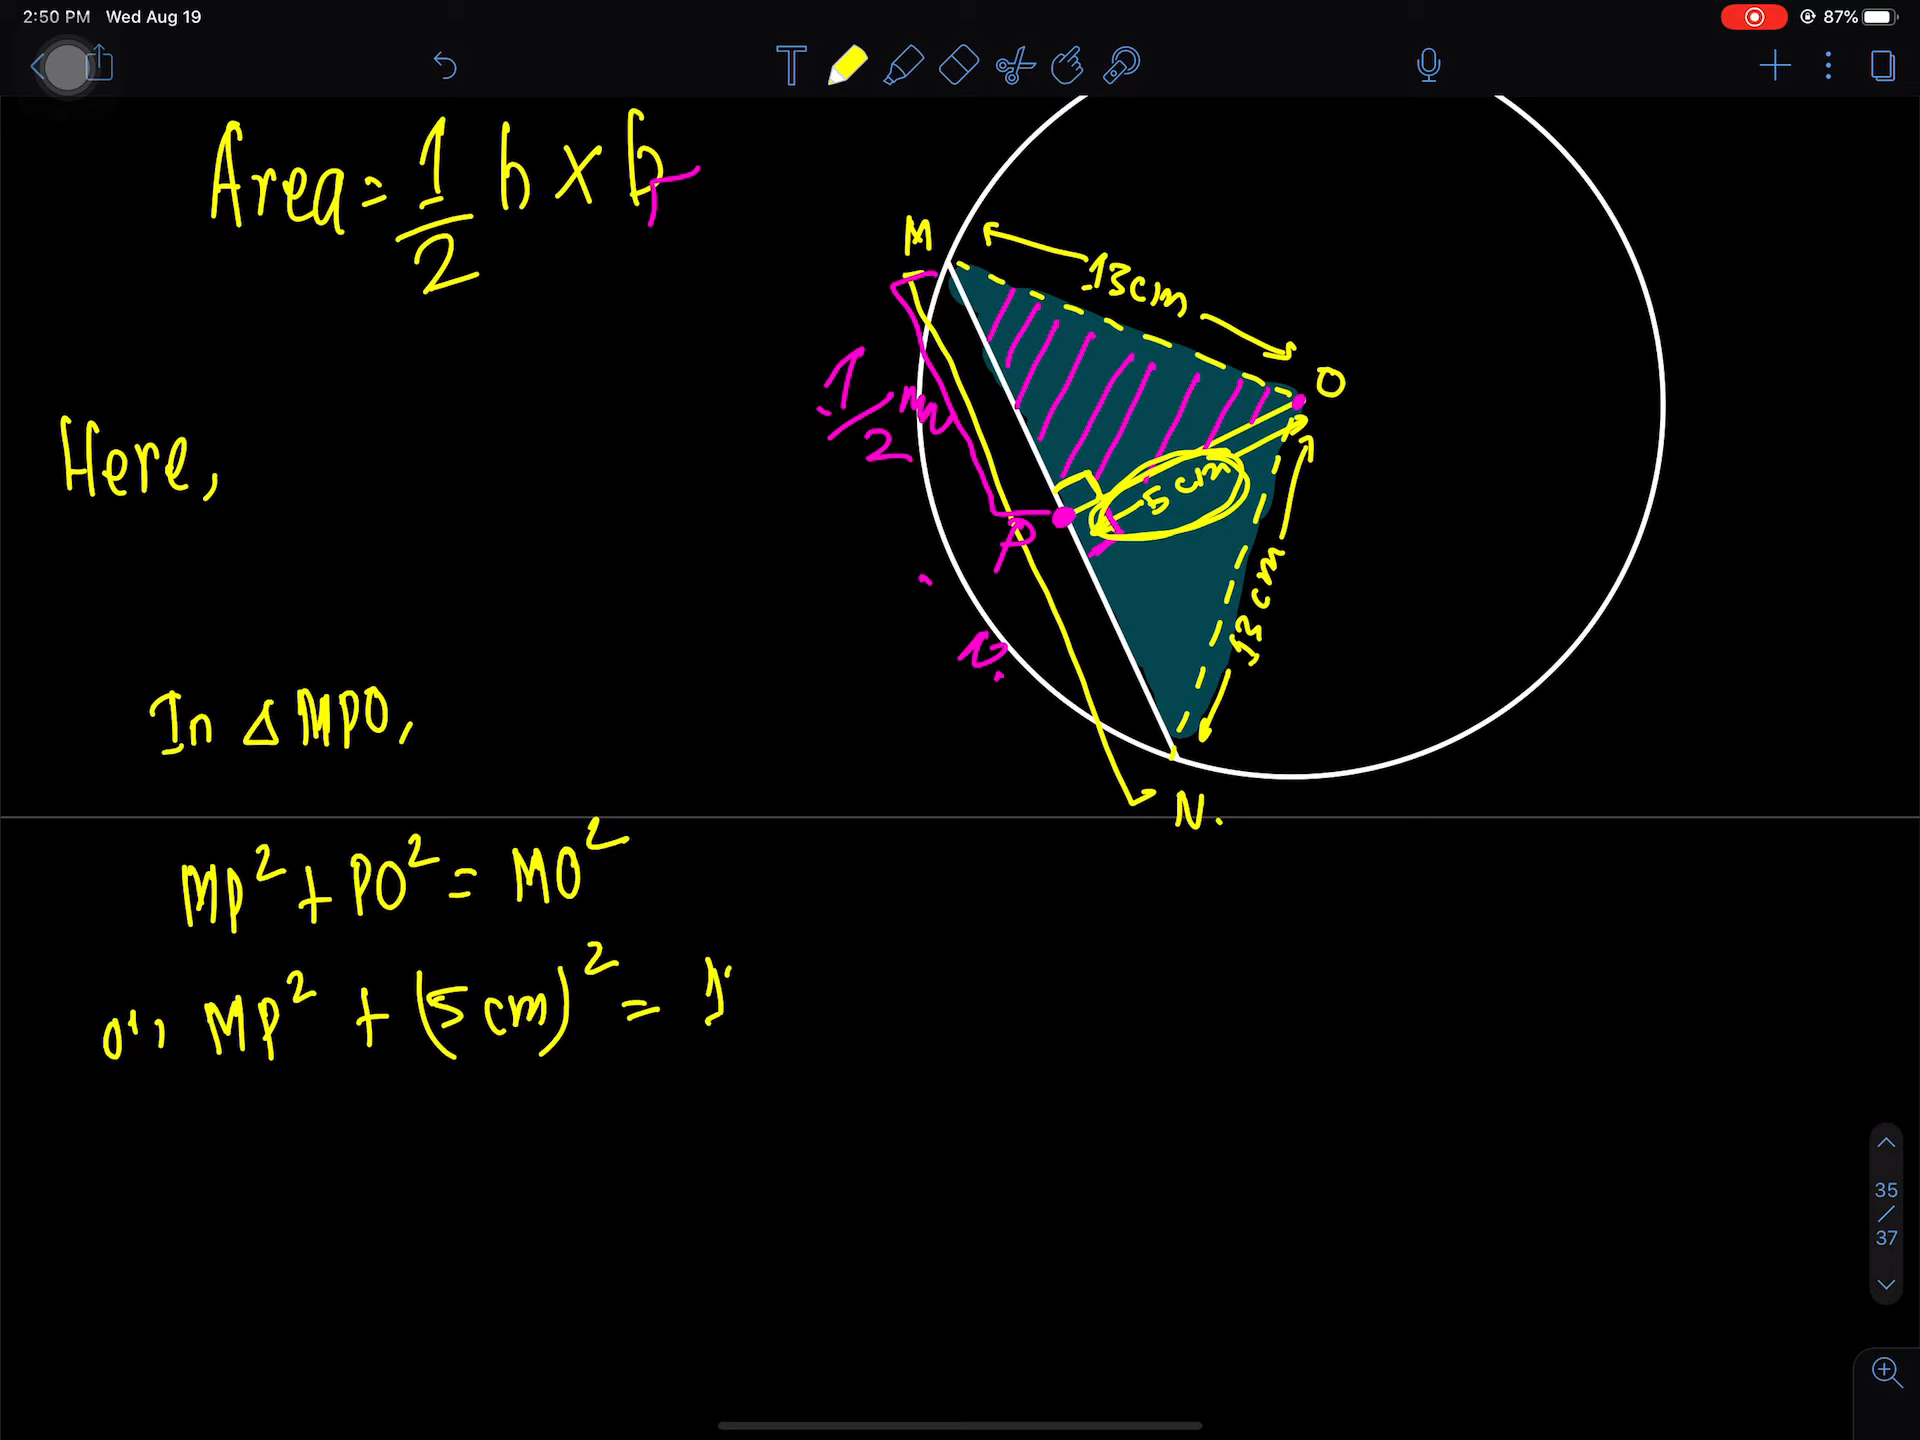 2:50 PM Wed Aug 19
87%
T
Area = 1/2 h × b
M
13cm
O
1/2 m
5 cm
P
13 cm
N.
N.
Here,
In Δ MPO,
MP² + PO² = MO²
or, MP² + (5 cm)² = 1
35
/
37